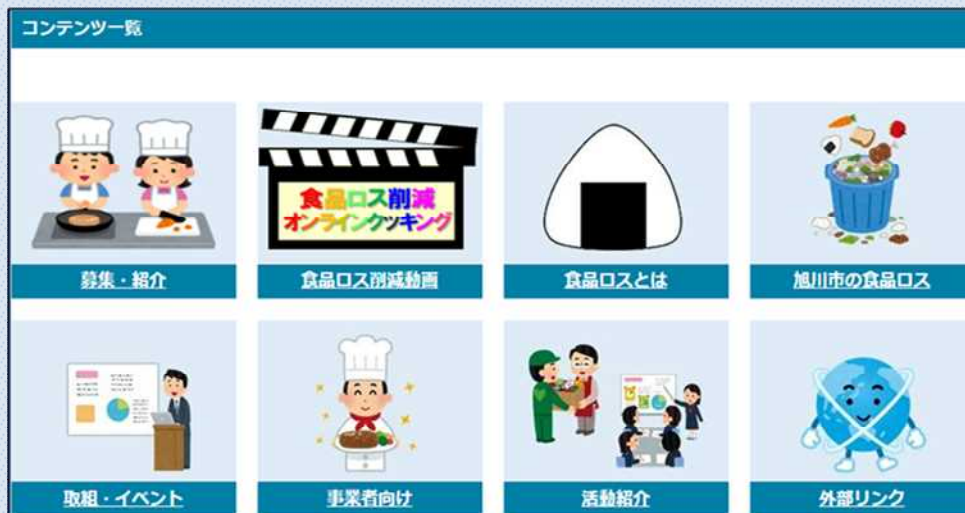 コンテンツ一覧
食品ロス削減
オンラインクッキング
募集・紹介
食品ロス削減動画
食品ロスとは
旭川市の食品ロス
取組・イベント
事業者向け
活動紹介
外部リンク